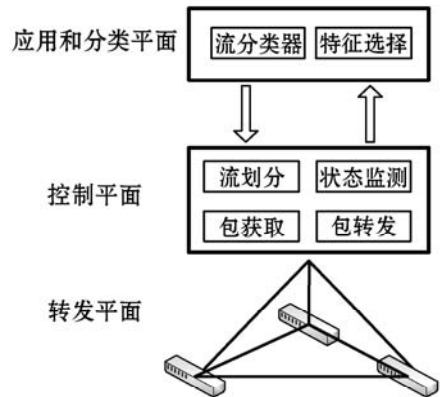 应用和分类平面
流分类器 特征选择
控制平面
流划分 状态监测
包获取 包转发
转发平面